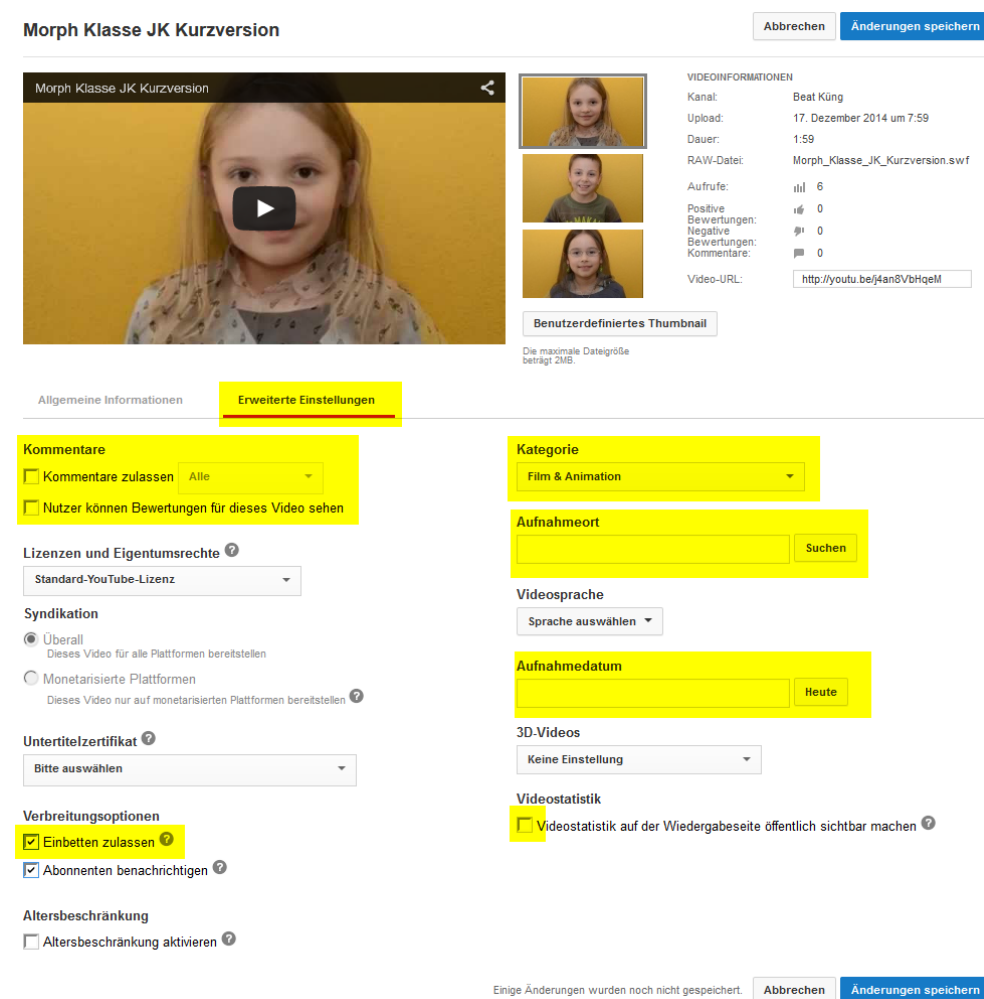 Morph Klasse JK Kurzversion
Abbrechen
Änderungen speichern
Morph Klasse JK Kurzversion
VIDEOINFORMATIONEN
Kanal: Beat Küng
Upload: 17. Dezember 2014 um 7:59
Dauer: 1:59
RAW-Datei: Morph_Klasse_JK_Kurzversion.swf
Aufrufe: 6
Positive
Bewertungen: 0
Negative
Bewertungen: 0
Kommentare: 0
Video-URL: http://youtu.be/j4an8VbHqeM
Benutzerdefiniertes Thumbnail
Die maximale Dateigröße
beträgt 2MB.
Allgemeine Informationen
Erweiterte Einstellungen
Kommentare
Kommentare zulassen Alle
Nutzer können Bewertungen für dieses Video sehen
Lizenzen und Eigentumsrechte ?
Standard-YouTube-Lizenz
Syndikation
Überall
Dieses Video für alle Plattformen bereitstellen
Monetarisierte Plattformen
Dieses Video nur auf monetarisierten Plattformen bereitstellen ?
Untertitelzertifikat ?
Bitte auswählen
Verbreitungsoptionen
Einbetten zulassen ?
Abonnenten benachrichtigen ?
Altersbeschränkung
Altersbeschränkung aktivieren ?
Kategorie
Film & Animation
Aufnahmeort
Suchen
Videosprache
Sprache auswählen
Aufnahmedatum
Heute
3D-Videos
Keine Einstellung
Videostatistik
Videostatistik auf der Wiedergabeseite öffentlich sichtbar machen ?
Einige Änderungen wurden noch nicht gespeichert.
Abbrechen
Änderungen speichern